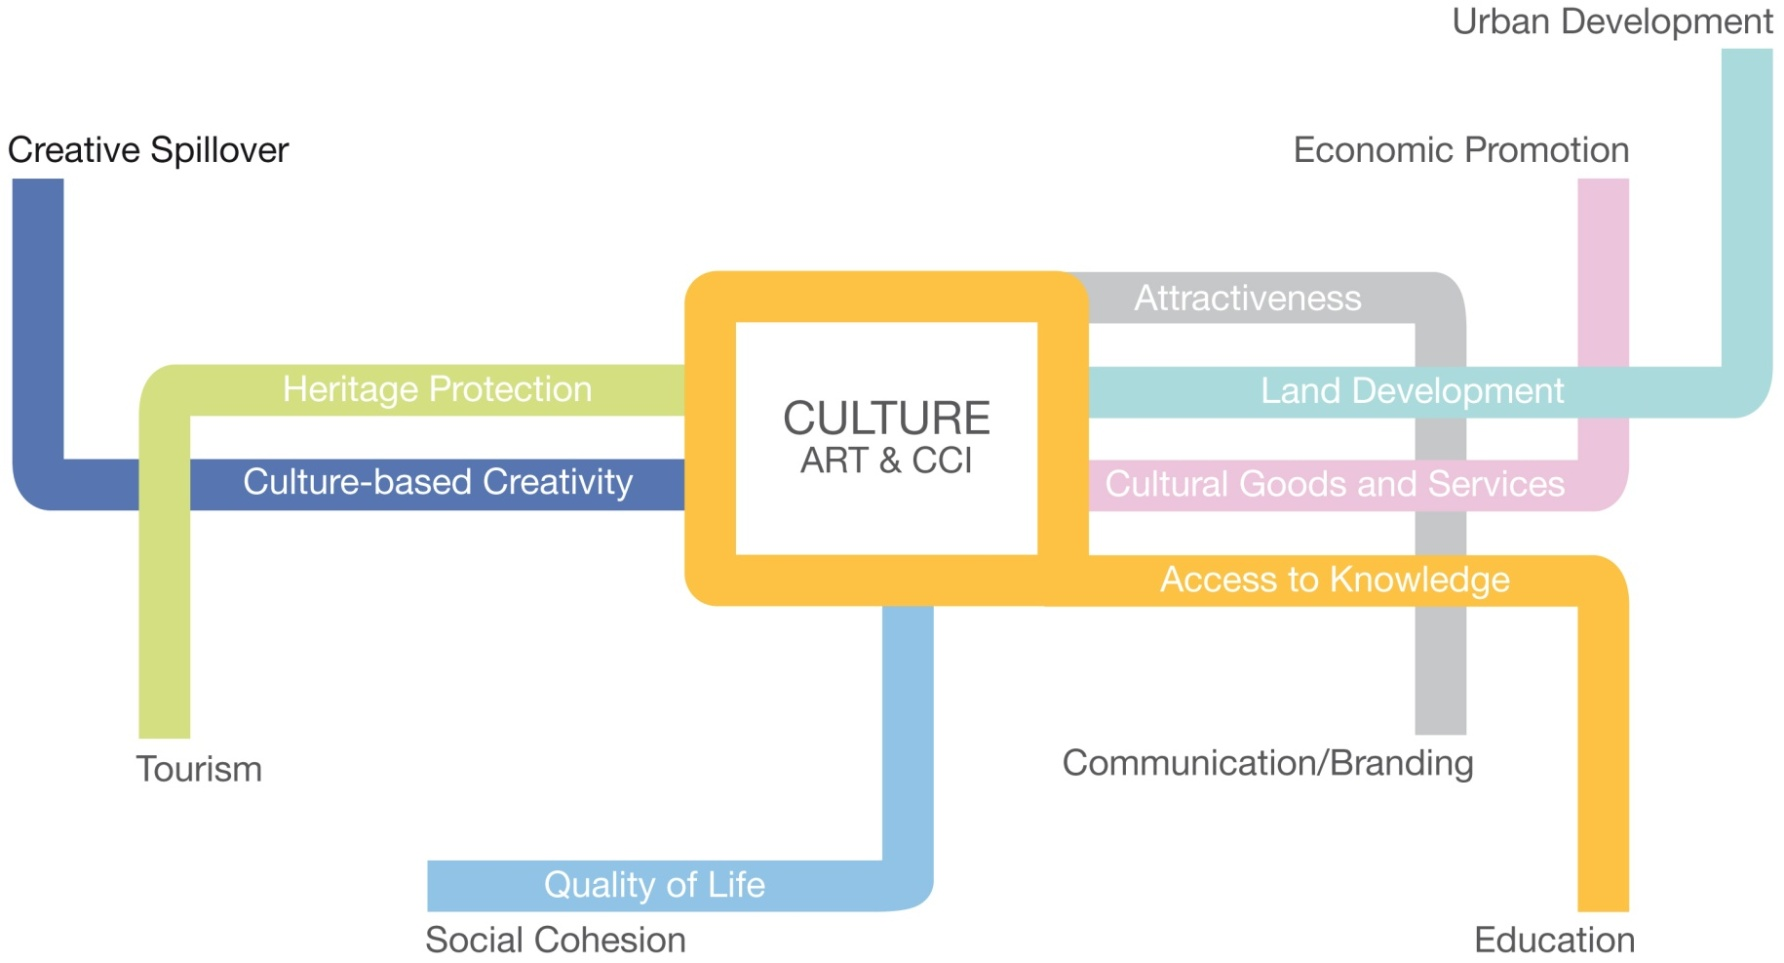 Urban Development
Creative Spillover
Economic Promotion
Attractiveness
Heritage Protection
Land Development
CULTURE
ART & CCI
Culture-based Creativity
Cultural Goods and Services
Access to Knowledge
Tourism
Communication/Branding
Quality of Life
Social Cohesion
Education